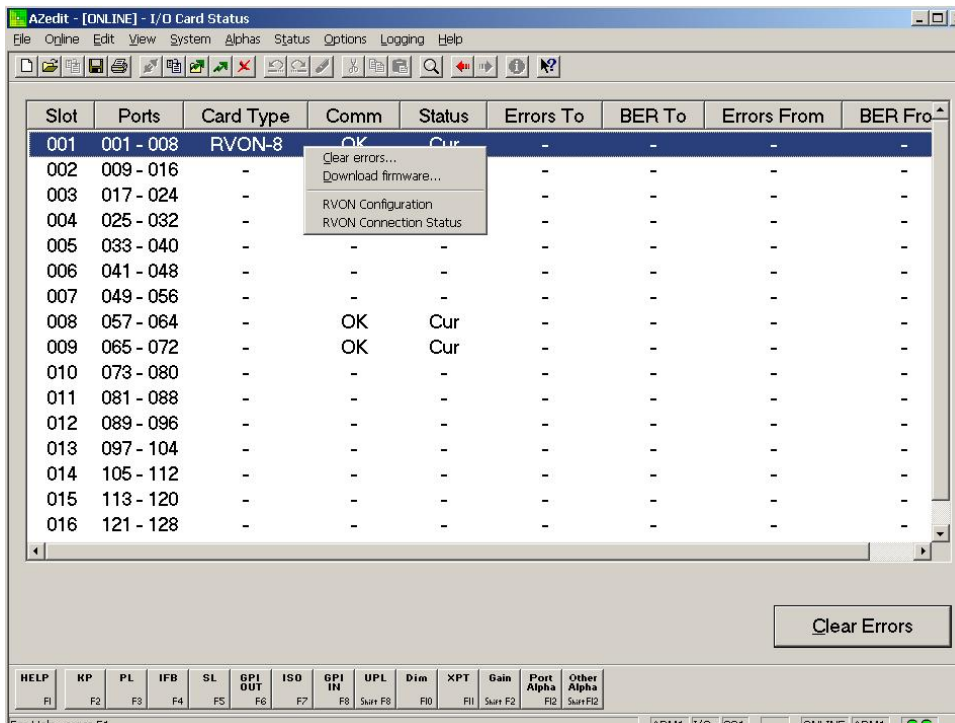 AZedit - [ONLINE] - I/O Card Status
File Online Edit View System Alphas Status Options Logging Help
Slot Ports Card Type Comm Status Errors To BER To Errors From BER Fro
001 001 - 008 RVON-8 OK Cur - - - -
Clear errors...
Download firmware...
RVON Configuration
RVON Connection Status
002 009 - 016 - - - - -
003 017 - 024 - - - - -
004 025 - 032 - - - - -
005 033 - 040 - - - - - - -
006 041 - 048 - - - - - - -
007 049 - 056 - - - - - - -
008 057 - 064 - OK Cur - - - -
009 065 - 072 - OK Cur - - - -
010 073 - 080 - - - - - - -
011 081 - 088 - - - - - - -
012 089 - 096 - - - - - - -
013 097 - 104 - - - - - - -
014 105 - 112 - - - - - - -
015 113 - 120 - - - - - - -
016 121 - 128 - - - - - - -
Clear Errors
HELP KP PL IFB SL GPI OUT ISO GPI IN UPL Dim XPT Gain Port Alpha Other Alpha
F1 F2 F3 F4 F5 F6 F7 F8 Shift F8 F10 F11 Shift F2 F12 Shift F12